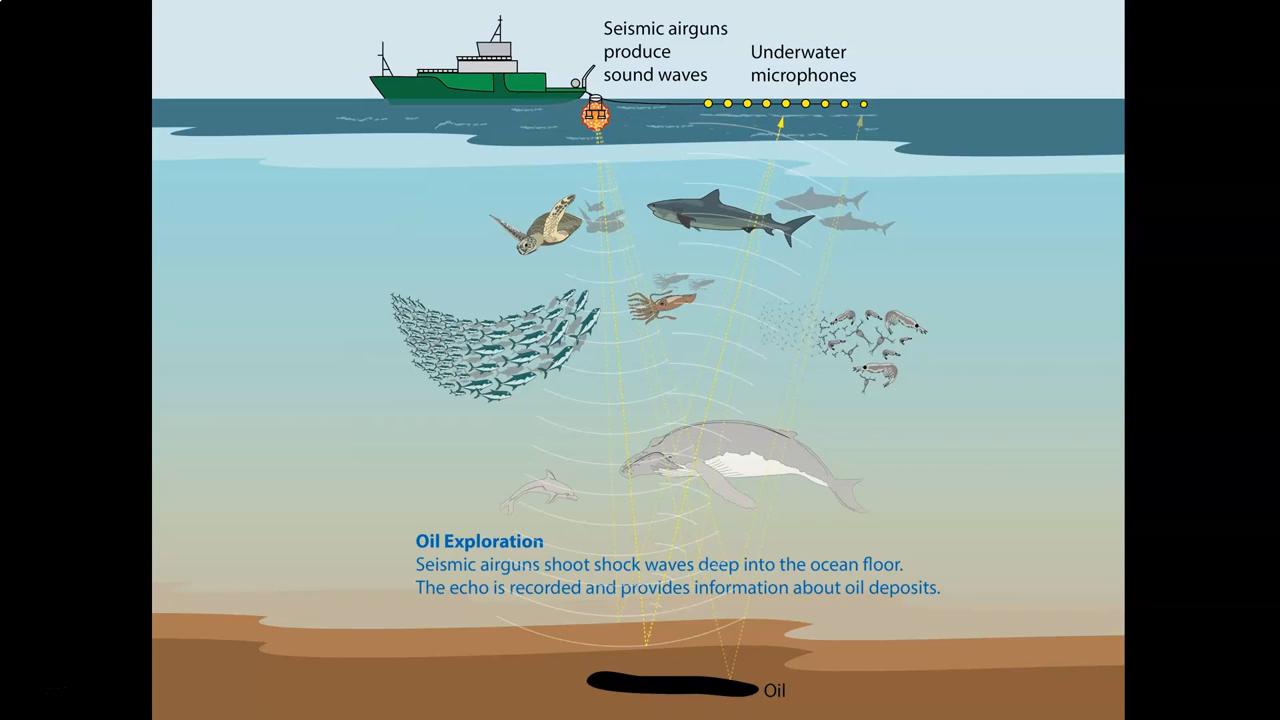 Seismic airguns
produce
sound waves
Underwater
microphones
Oil Exploration
Seismic airguns shoot shock waves deep into the ocean floor.
The echo is recorded and provides information about oil deposits.
Oil